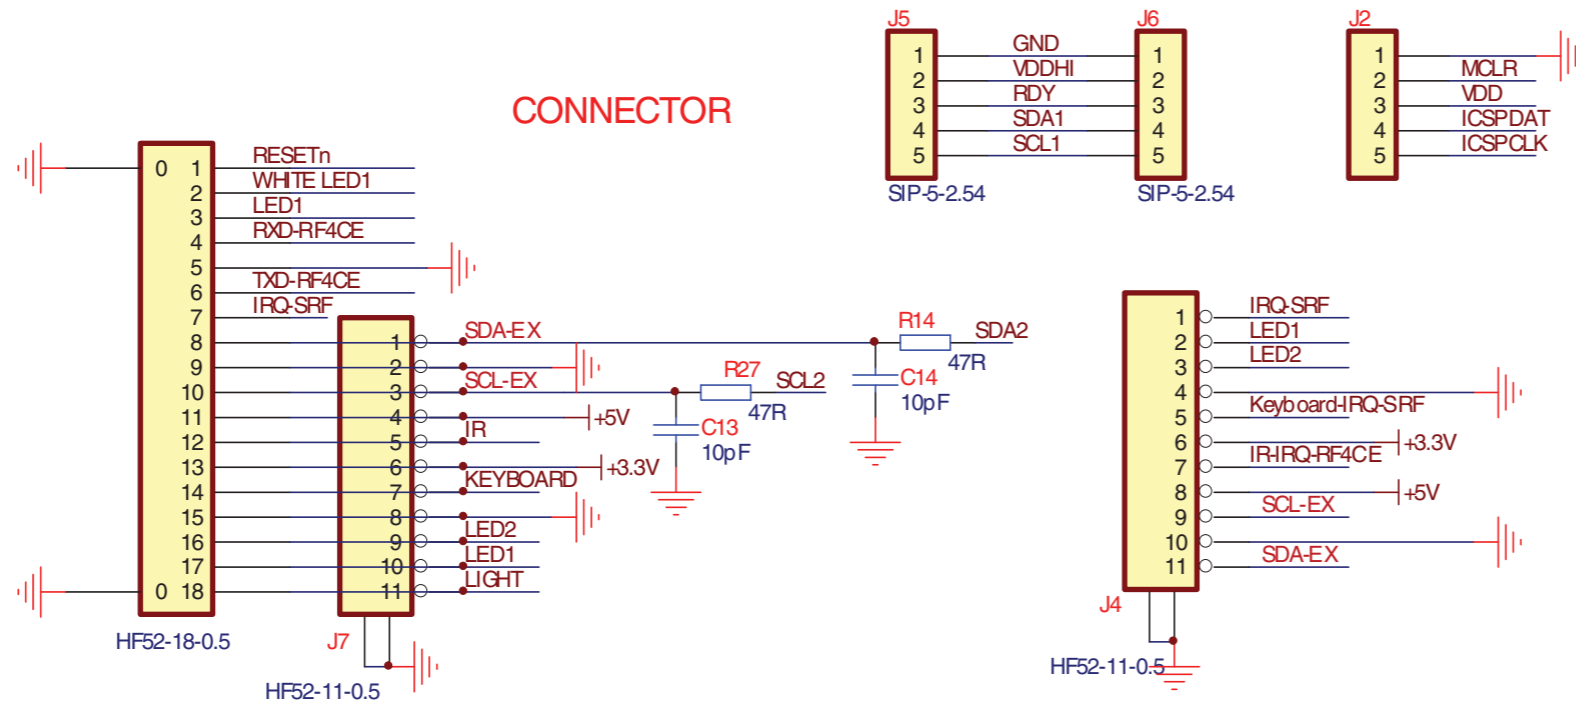 CONNECTOR
J5
1
2
3
4
5
GND
VDDHI
RDY
SDA1
SCL1
SIP-5-2.54
J6
1
2
3
4
5
SIP-5-2.54
J2
1
2
3
4
5
MCLR
VDD
ICSPDAT
ICSPCLK
0 1 RESETn
2 WHITE LED1
3 LED1
4 RXD-RF4CE
5
6 TXD-RF4CE
7 IRQ-SRF
8
9
10
11
12
13
14
15
16
17
0 18
HF52-18-0.5
1 SDA-EX
2
3 SCL-EX
4 +5V
5 IR
6 +3.3V
7 KEYBOARD
8
9 LED2
10 LED1
11 LIGHT
J7
HF52-11-0.5
R14
47R
SDA2
C14
10pF
R27
47R
SCL2
C13
10pF
1 IRQ-SRF
2 LED1
3 LED2
4
5 Keyboard-IRQ-SRF
6 +3.3V
7 IR-IRQ-RF4CE
8 +5V
9 SCL-EX
10
11 SDA-EX
J4
HF52-11-0.5